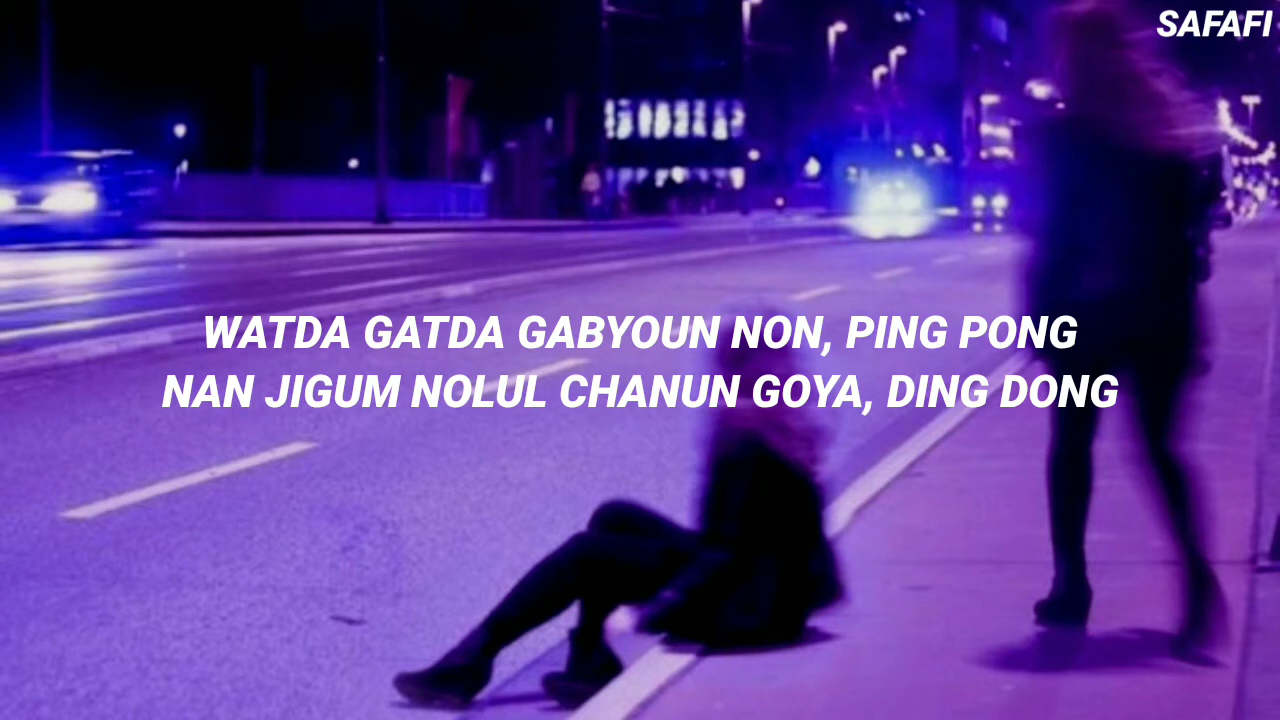 SAFAFI
WATDA GATDA GABYOUN NON, PING PONG
NAN JIGUM NOLUL CHANUN GOYA, DING DONG